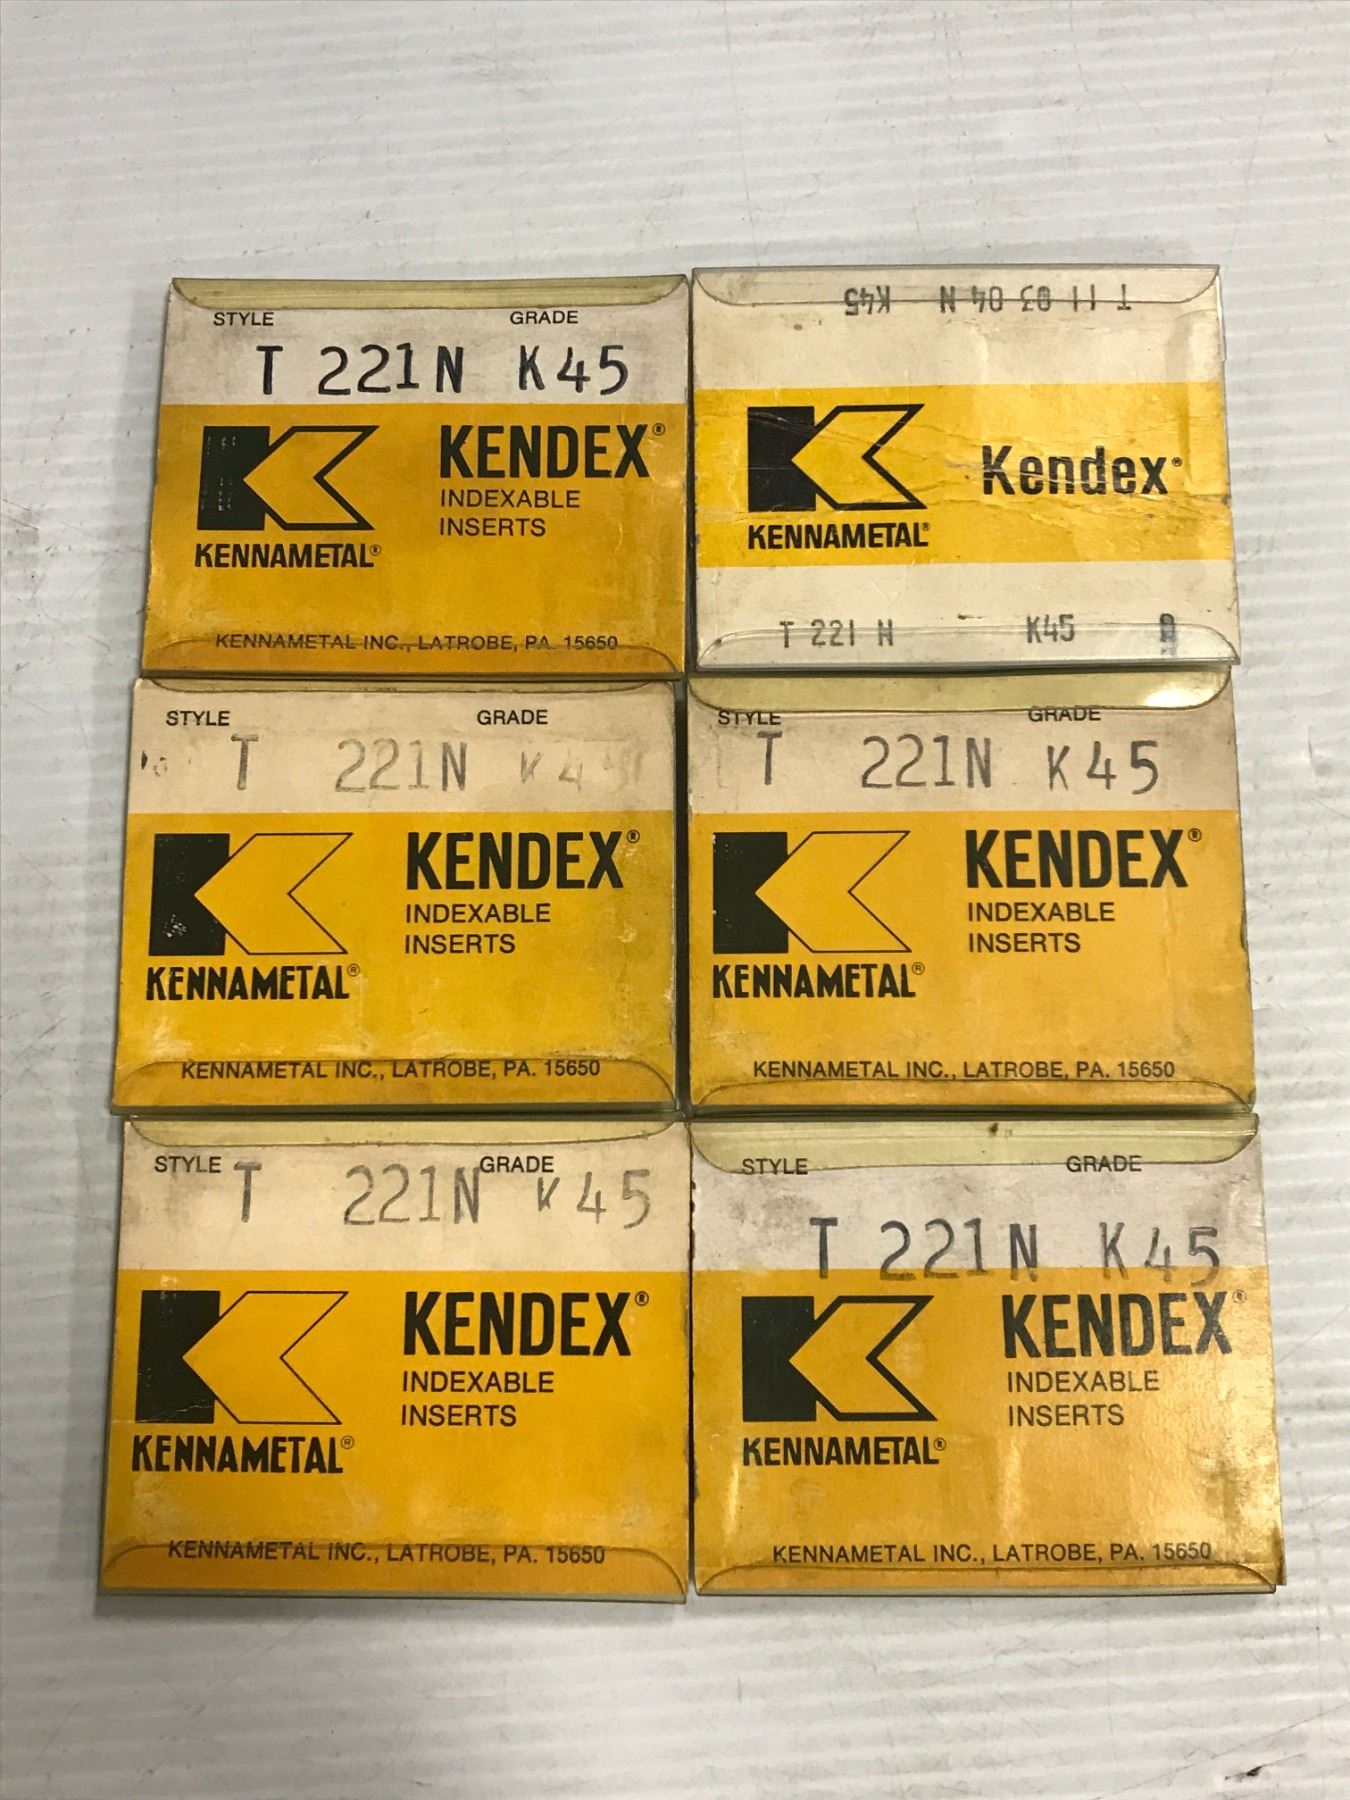 STYLE GRADE
T 221N K45
KENDEX®
INDEXABLE
INSERTS
KENNAMETAL®
KENNAMETAL INC., LATROBE, PA. 15650
T 11 03 04 N K45
Kendex®
KENNAMETAL®
T 221 N K45
STYLE GRADE
T 221N K4
KENDEX®
INDEXABLE
INSERTS
KENNAMETAL®
KENNAMETAL INC., LATROBE, PA. 15650
STYLE GRADE
T 221N K45
KENDEX®
INDEXABLE
INSERTS
KENNAMETAL®
KENNAMETAL INC., LATROBE, PA. 15650
STYLE GRADE
T 221N K45
KENDEX®
INDEXABLE
INSERTS
KENNAMETAL®
KENNAMETAL INC., LATROBE, PA. 15650
STYLE GRADE
T 221N K45
KENDEX®
INDEXABLE
INSERTS
KENNAMETAL®
KENNAMETAL INC., LATROBE, PA. 15650